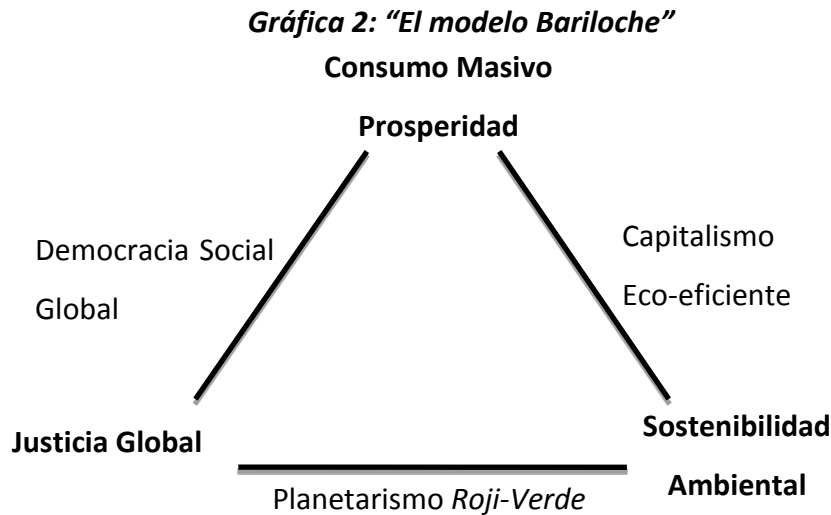 Gráfica 2: “El modelo Bariloche”
Consumo Masivo
Prosperidad
Democracia Social
Global
Capitalismo
Eco-eficiente
Justicia Global
Sostenibilidad
Ambiental
Planetarismo Roji-Verde